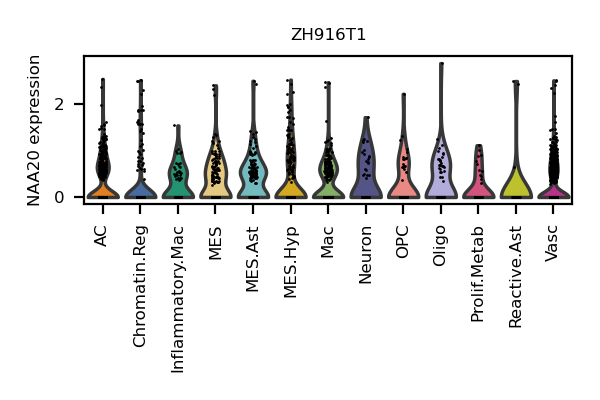 ZH916T1
NAA20 expression
2
0
AC
Chromatin.Reg
Inflammatory.Mac
MES
MES.Ast
MES.Hyp
Mac
Neuron
OPC
Oligo
Prolif.Metab
Reactive.Ast
Vasc